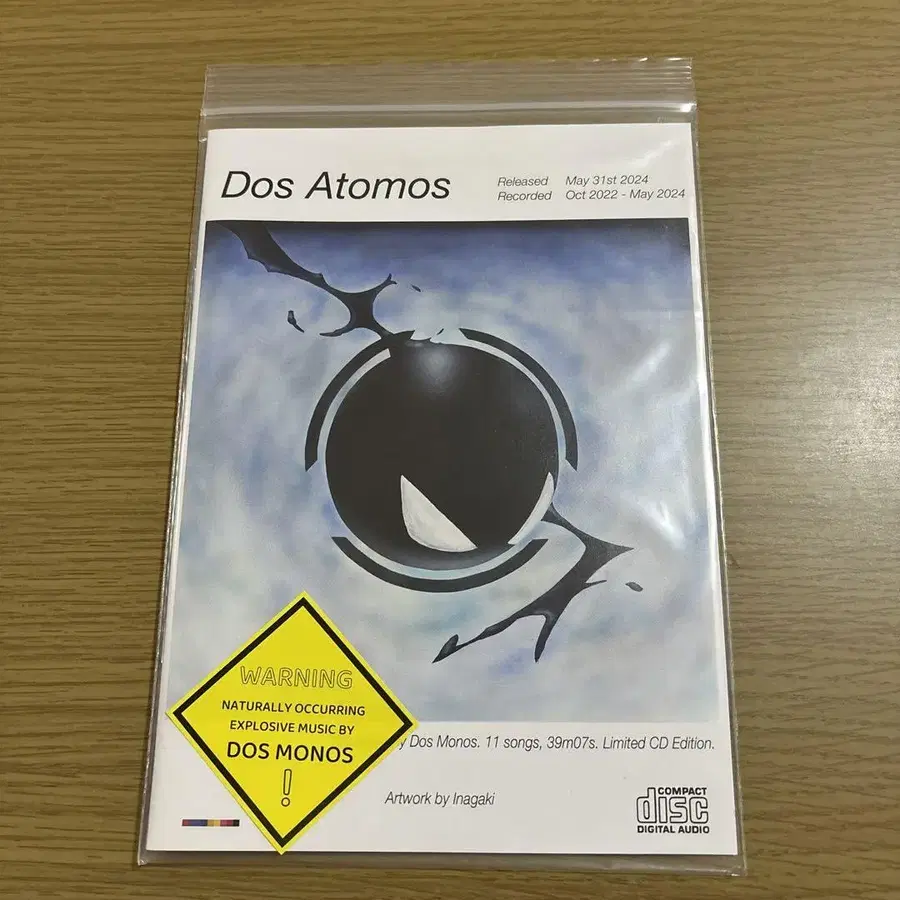 Dos Atomos
Released May 31st 2024
Recorded Oct 2022 - May 2024
WARNING
NATURALLY OCCURRING
EXPLOSIVE MUSIC BY
DOS MONOS
!
Dos Monos. 11 songs, 39m07s. Limited CD Edition.
Artwork by Inagaki
COMPACT
disc
DIGITAL AUDIO